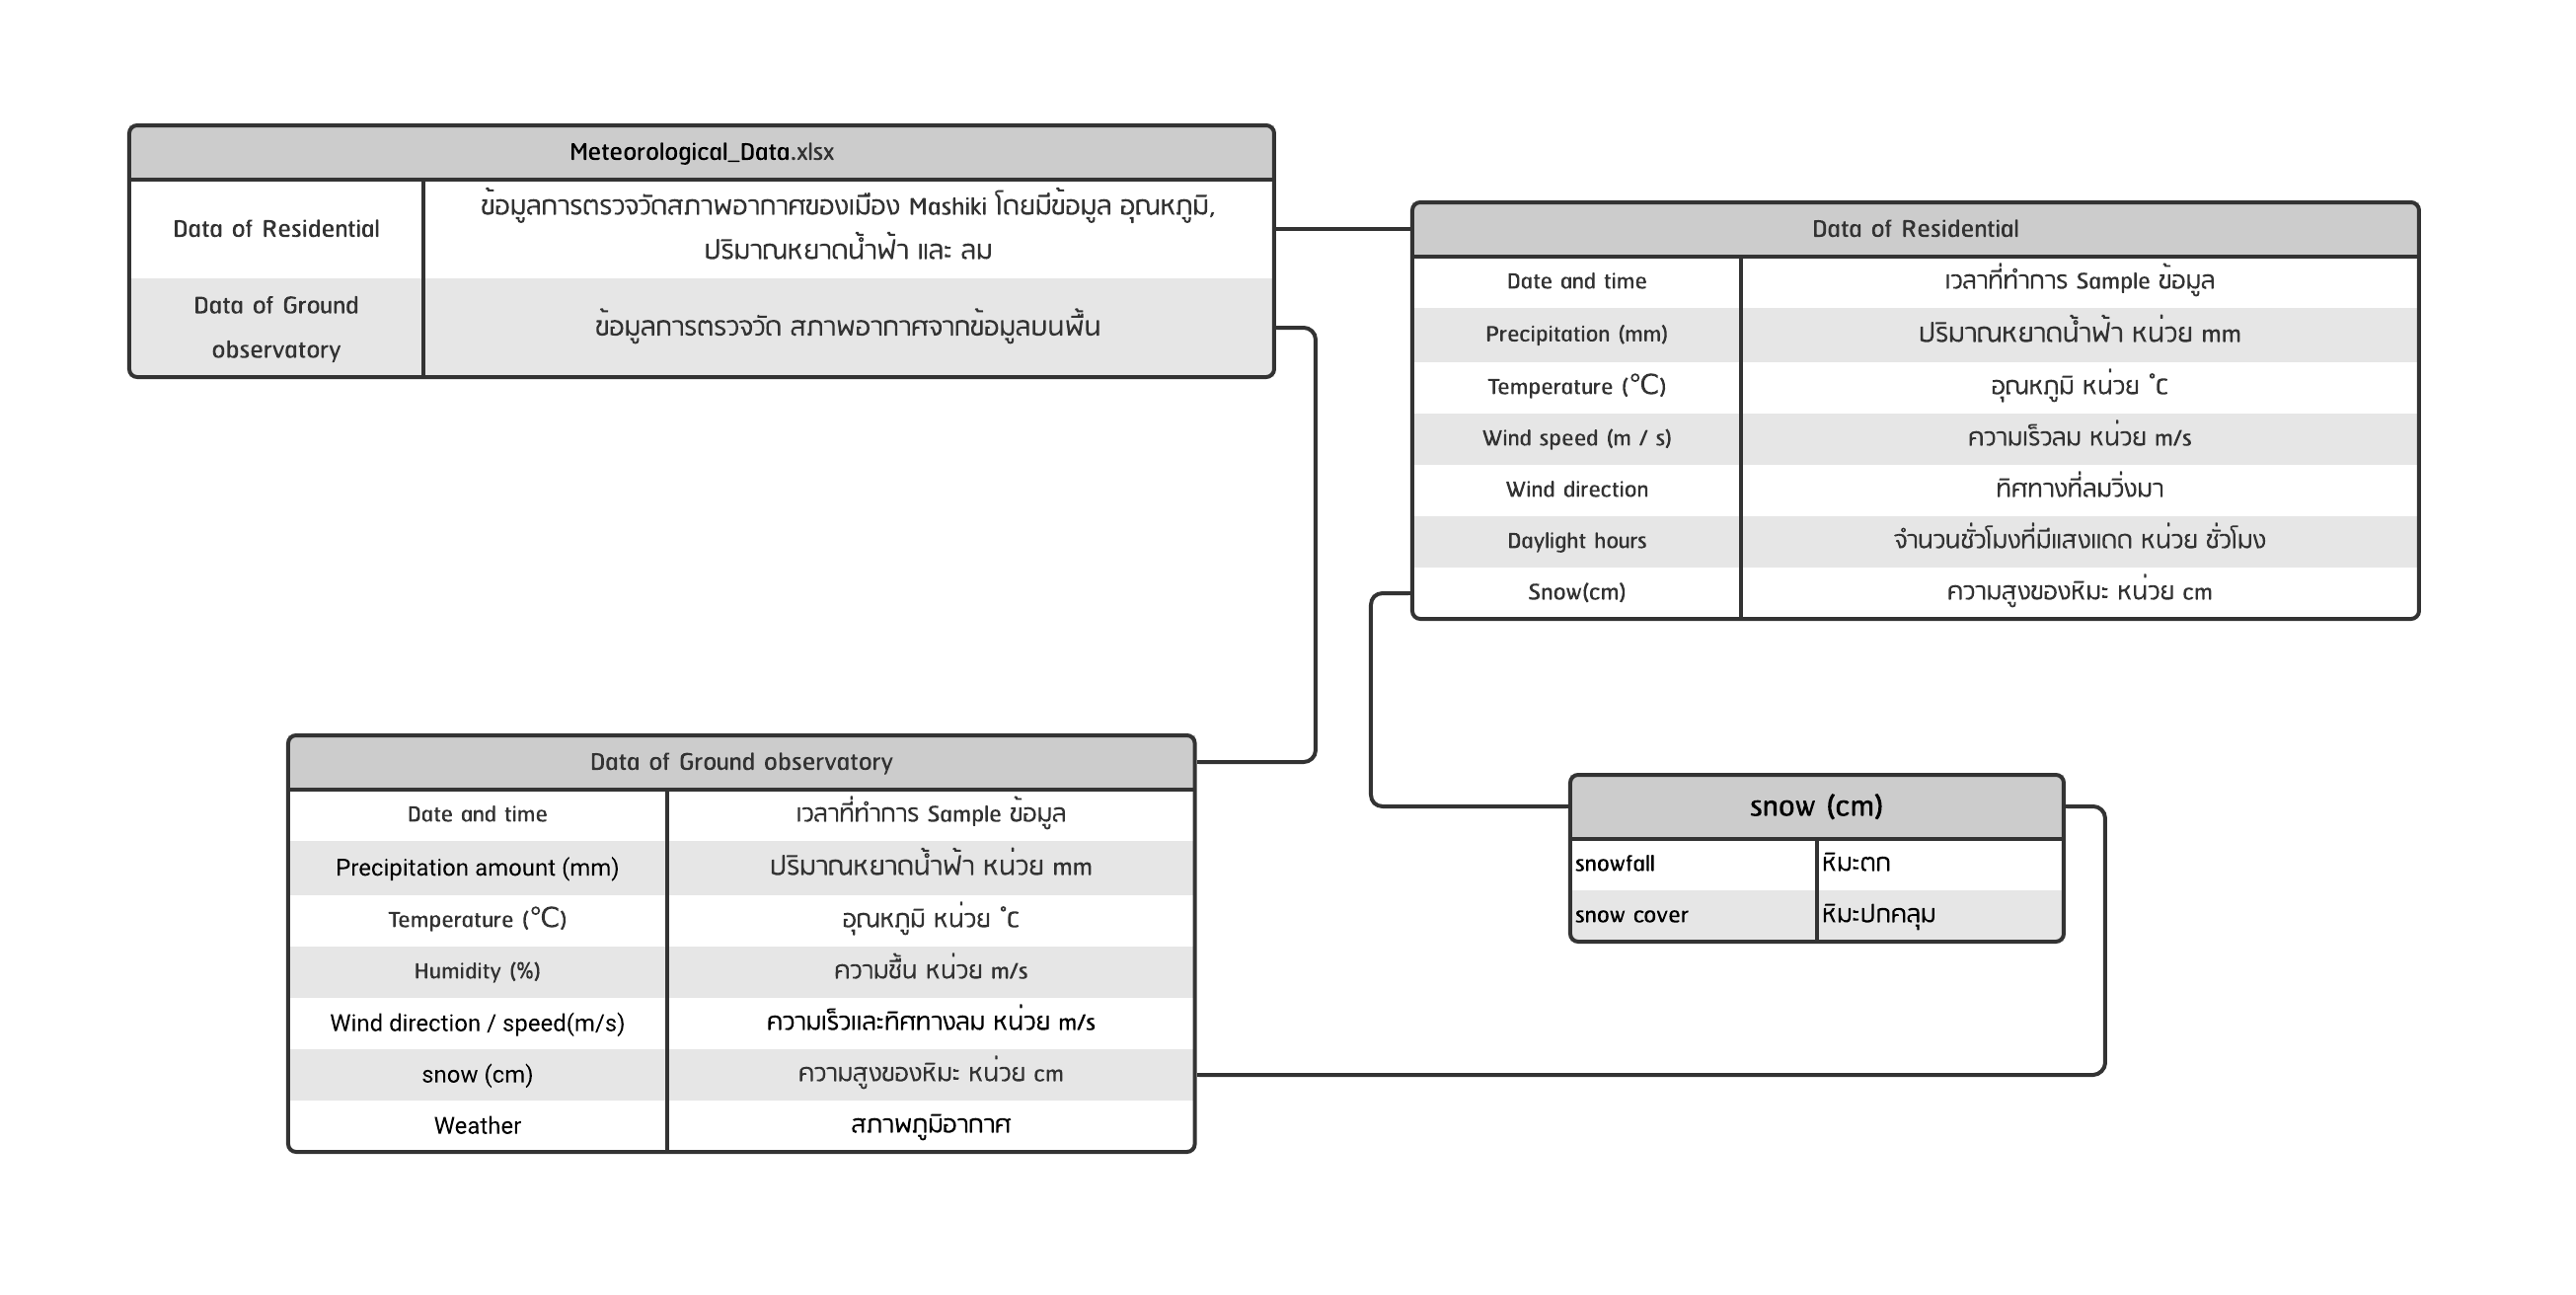 Meteorological_Data.xlsx
Data of Residential
ข้อมูลการตรวจวัดสภาพอากาศของเมือง Mashiki โดยมีข้อมูล อุณหภูมิ,
ปริมาณหยาดน้ำฟ้า และ ลม
Data of Ground
observatory
ข้อมูลการตรวจวัด สภาพอากาศจากข้อมูลบนพื้น
Data of Residential
Date and time
เวลาที่ทำการ Sample ข้อมูล
Precipitation (mm)
ปริมาณหยาดน้ำฟ้า หน่วย mm
Temperature (℃)
อุณหภูมิ หน่วย ˚C
Wind speed (m / s)
ความเร็วลม หน่วย m/s
Wind direction
ทิศทางที่ลมวิ่งมา
Daylight hours
จำนวนชั่วโมงที่มีแสงแดด หน่วย ชั่วโมง
Snow(cm)
ความสูงของหิมะ หน่วย cm
Data of Ground observatory
Date and time
เวลาที่ทำการ Sample ข้อมูล
Precipitation amount (mm)
ปริมาณหยาดน้ำฟ้า หน่วย mm
Temperature (℃)
อุณหภูมิ หน่วย ˚C
Humidity (%)
ความชื้น หน่วย m/s
Wind direction / speed(m/s)
ความเร็วและทิศทางลม หน่วย m/s
snow (cm)
ความสูงของหิมะ หน่วย cm
Weather
สภาพภูมิอากาศ
snow (cm)
snowfall
หิมะตก
snow cover
หิมะปกคลุม